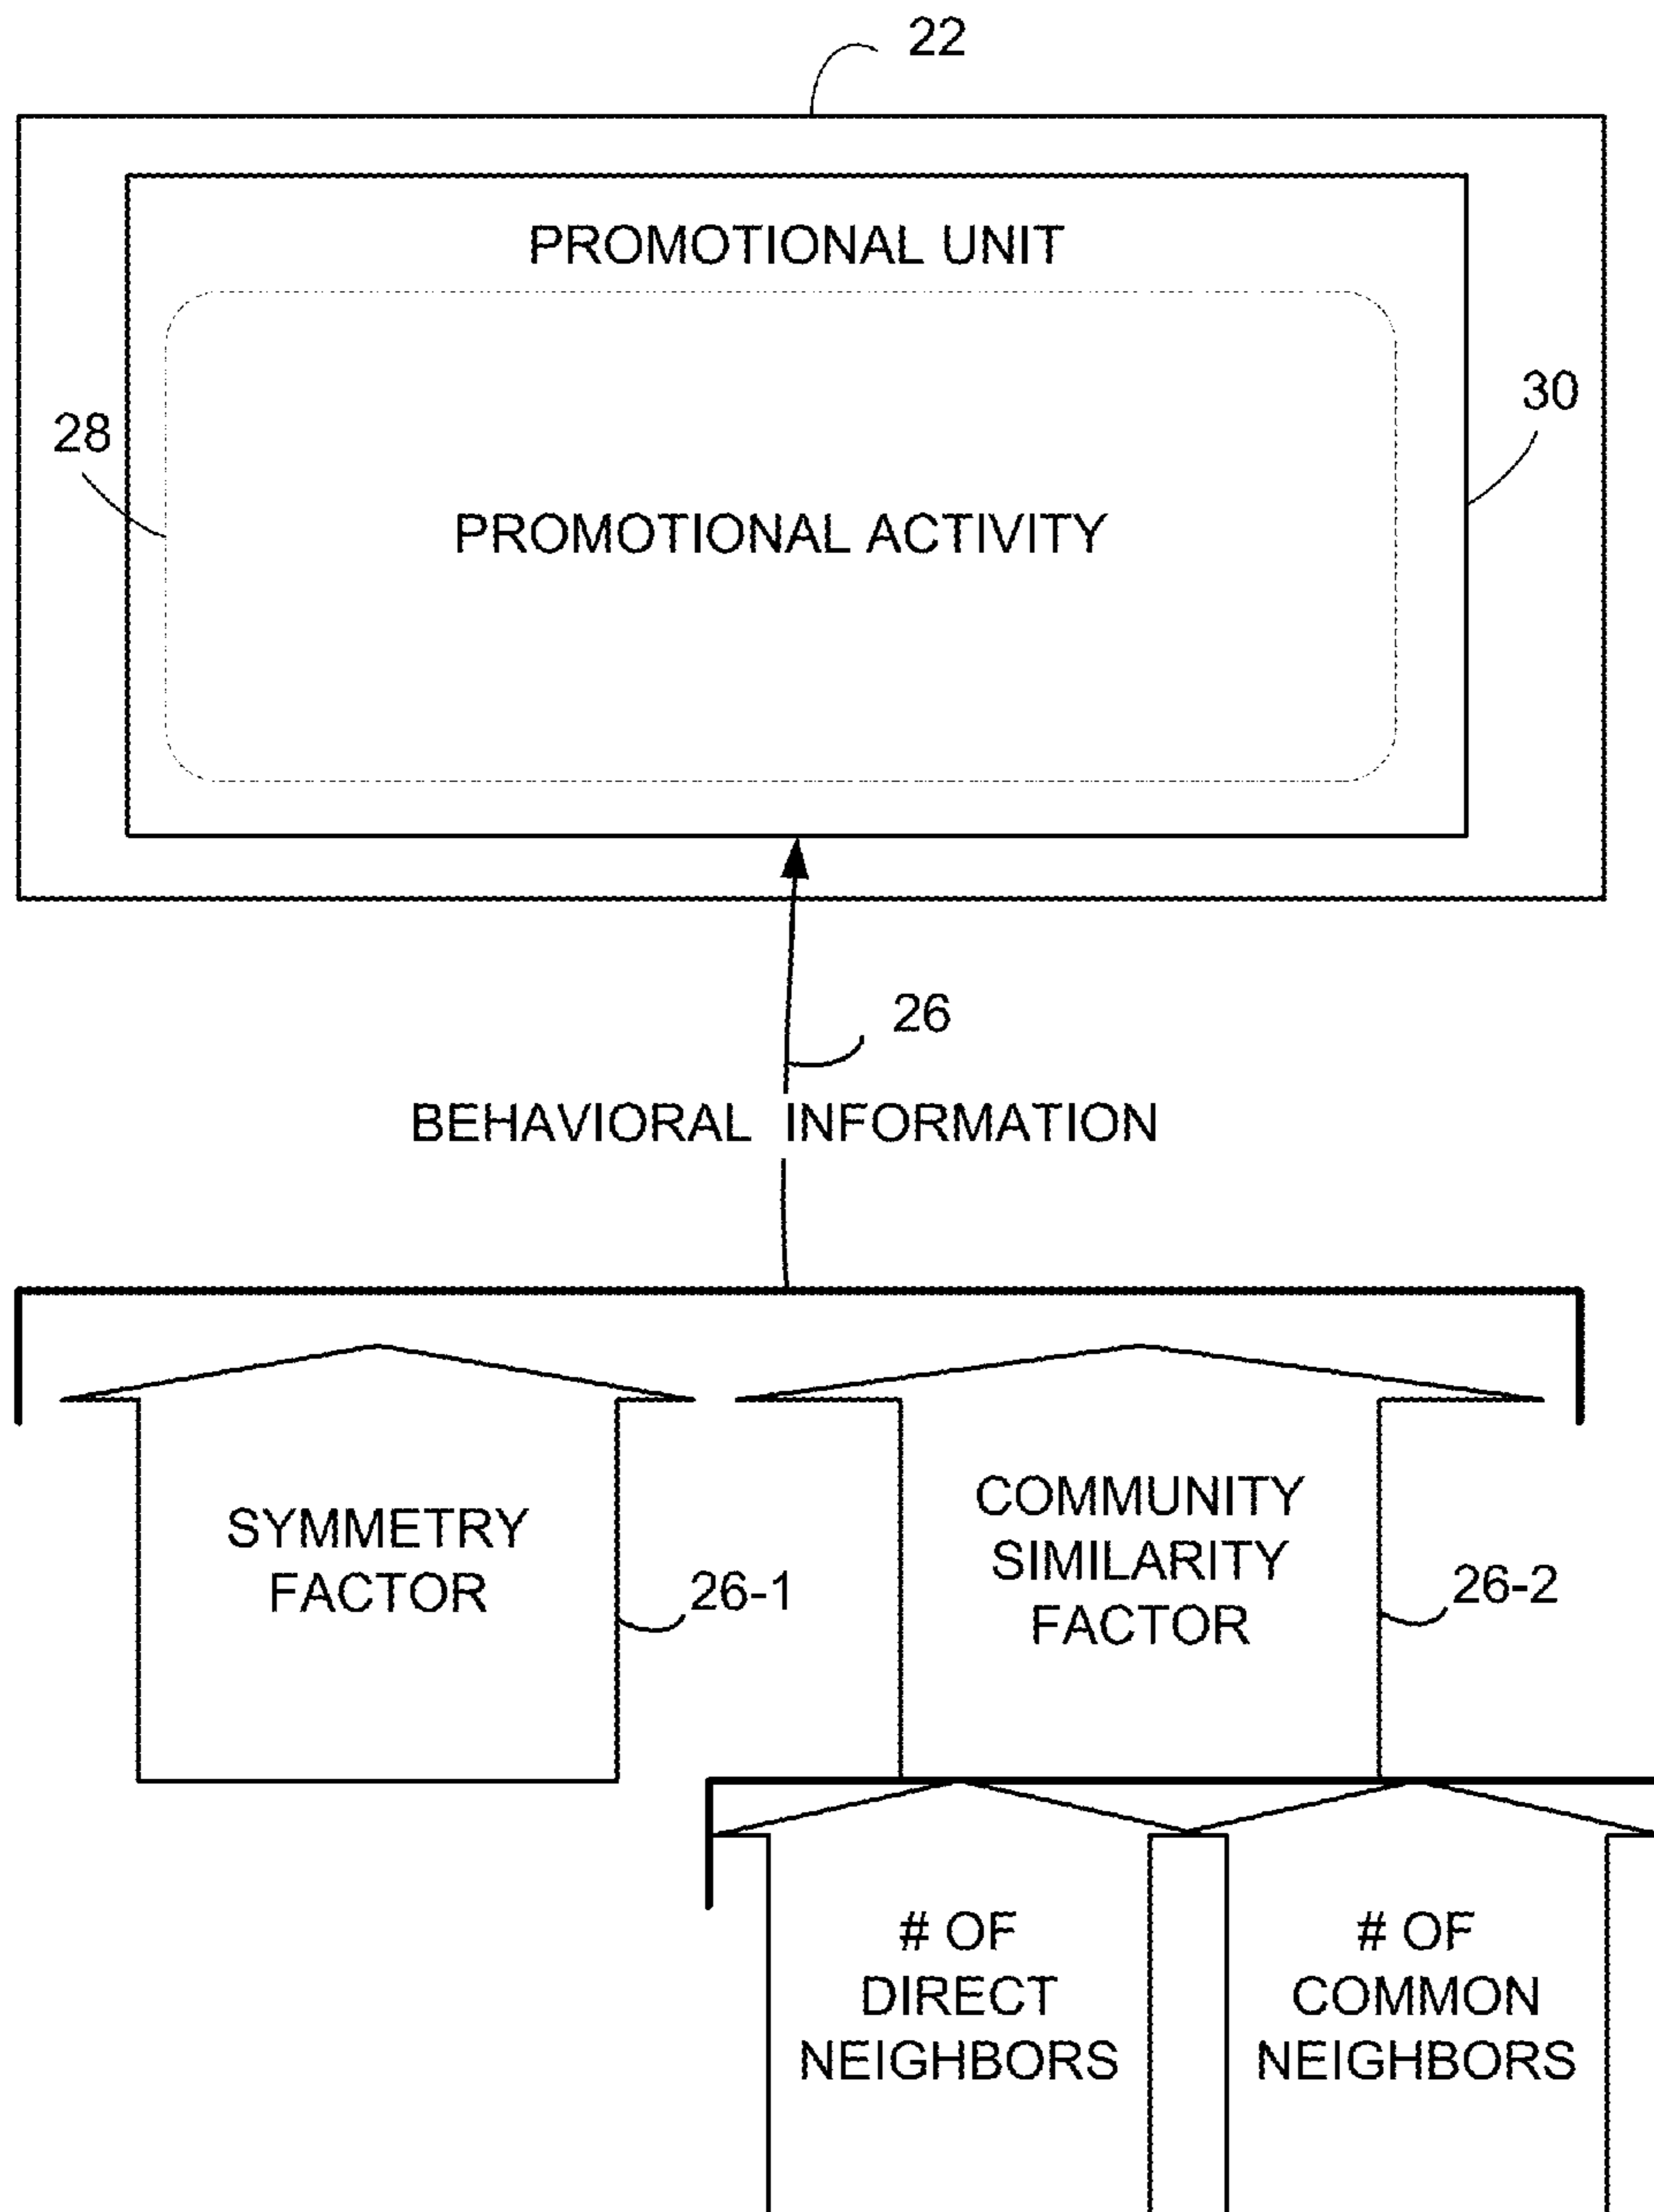 22
PROMOTIONAL UNIT
30
28
PROMOTIONAL ACTIVITY
26
BEHAVIORAL INFORMATION
SYMMETRY
FACTOR
26-1
COMMUNITY
SIMILARITY
FACTOR
26-2
# OF
DIRECT
NEIGHBORS
# OF
COMMON
NEIGHBORS